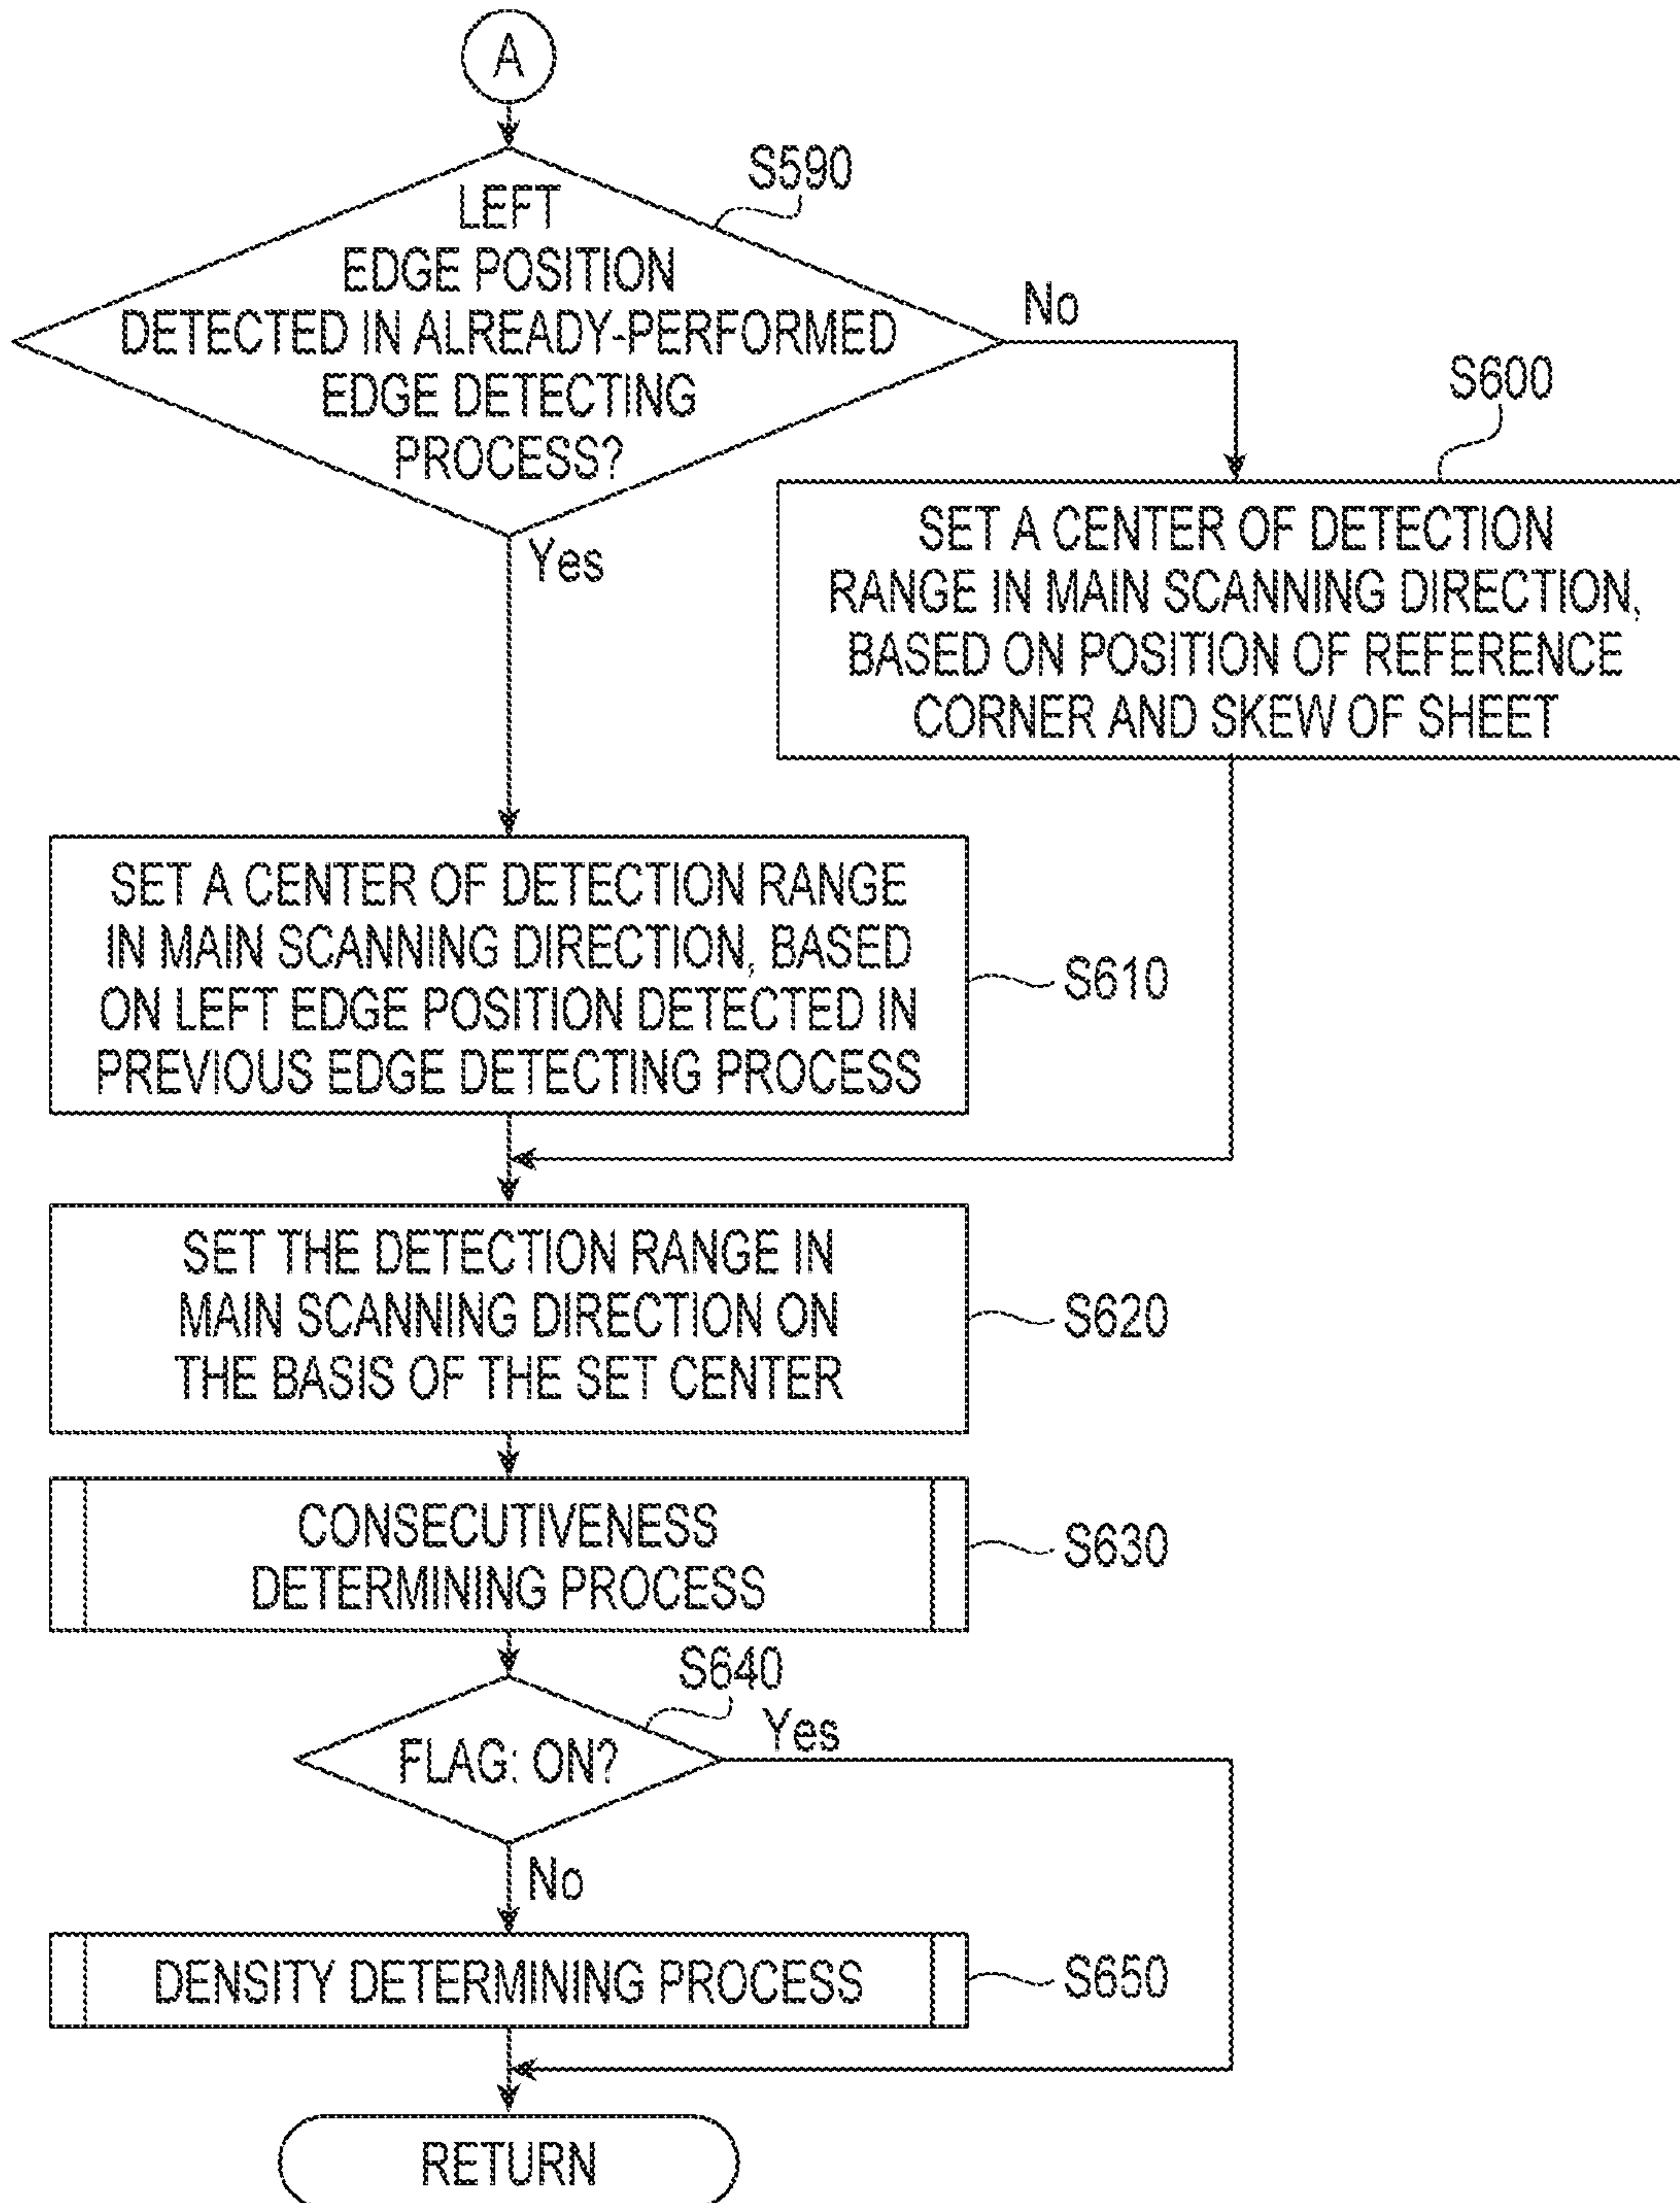 A
S590
LEFT
EDGE POSITION
DETECTED IN ALREADY-PERFORMED
EDGE DETECTING
PROCESS?
No
Yes
S600
SET A CENTER OF DETECTION
RANGE IN MAIN SCANNING DIRECTION,
BASED ON POSITION OF REFERENCE
CORNER AND SKEW OF SHEET
SET A CENTER OF DETECTION RANGE
IN MAIN SCANNING DIRECTION, BASED
ON LEFT EDGE POSITION DETECTED IN
PREVIOUS EDGE DETECTING PROCESS
S610
SET THE DETECTION RANGE IN
MAIN SCANNING DIRECTION ON
THE BASIS OF THE SET CENTER
S620
CONSECUTIVENESS
DETERMINING PROCESS
S630
S640
FLAG: ON?
Yes
No
DENSITY DETERMINING PROCESS
S650
RETURN